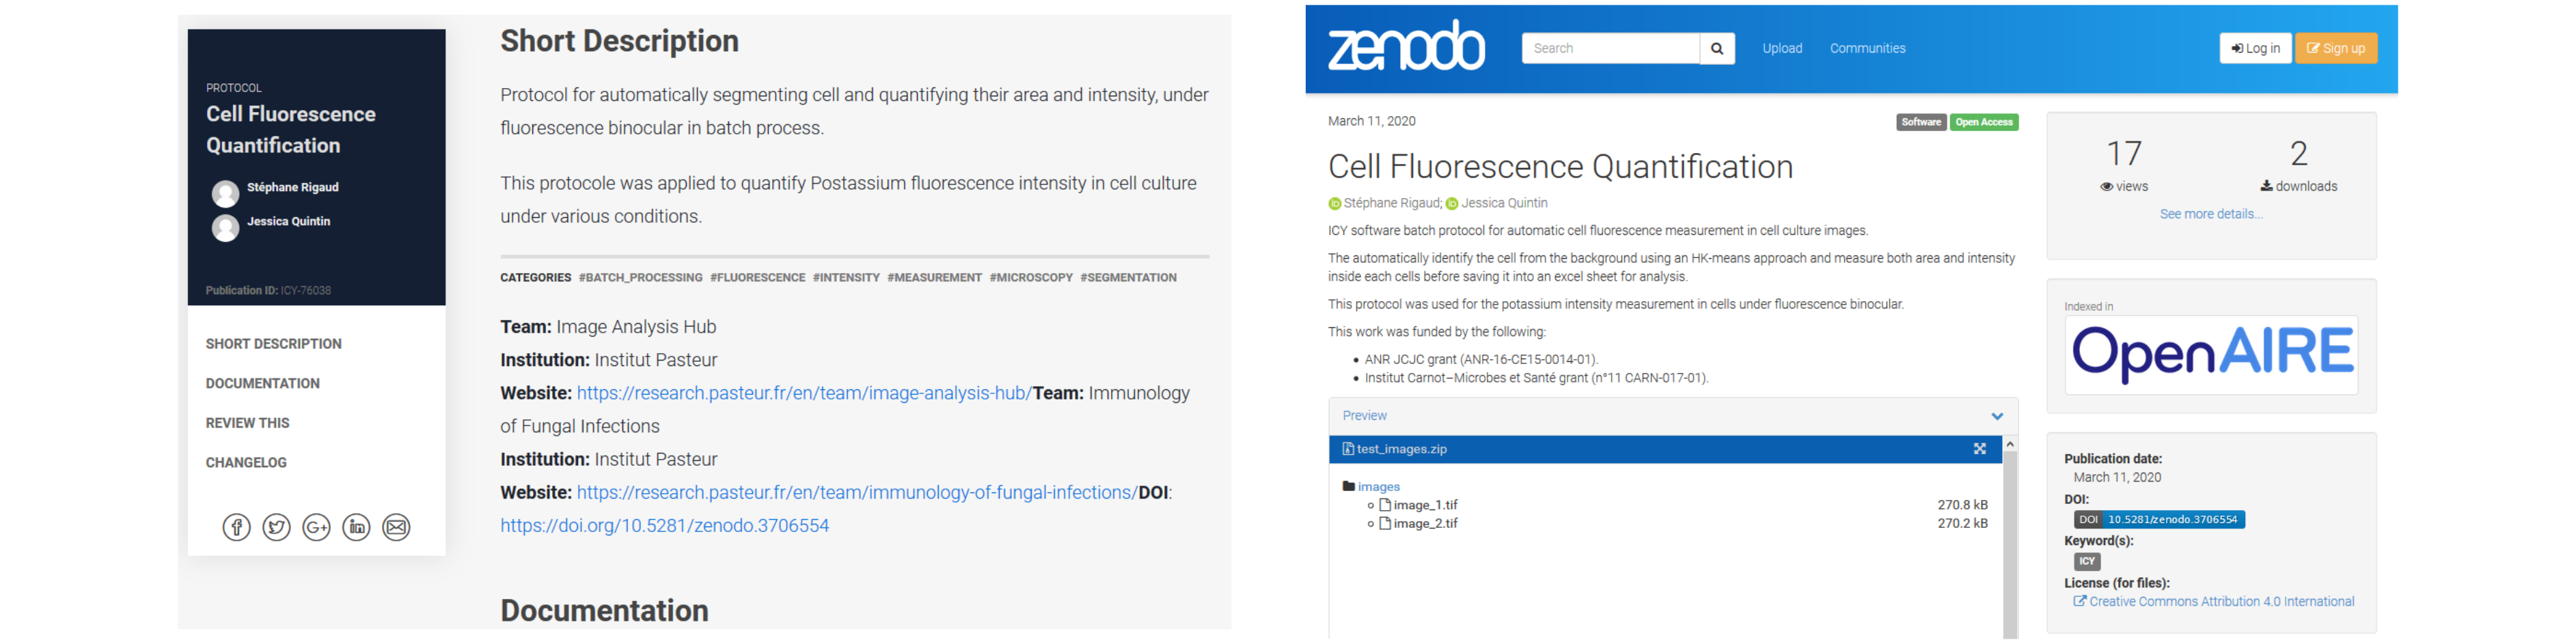 PROTOCOL
Cell Fluorescence
Quantification
Stéphane Rigaud
Jessica Quintin
Publication ID: ICY-76038
SHORT DESCRIPTION
DOCUMENTATION
REVIEW THIS
CHANGELOG
Short Description
Protocol for automatically segmenting cell and quantifying their area and intensity, under
fluorescence binocular in batch process.
This protocole was applied to quantify Postassium fluorescence intensity in cell culture
under various conditions.
CATEGORIES #BATCH_PROCESSING #FLUORESCENCE #INTENSITY #MEASUREMENT #MICROSCOPY #SEGMENTATION
Team: Image Analysis Hub
Institution: Institut Pasteur
Website: https://research.pasteur.fr/en/team/image-analysis-hub/Team: Immunology
of Fungal Infections
Institution: Institut Pasteur
Website: https://research.pasteur.fr/en/team/immunology-of-fungal-infections/DOI:
https://doi.org/10.5281/zenodo.3706554
Documentation
zenodo
Search
Upload
Communities
Log in
Sign up
March 11, 2020
Software
Open Access
Cell Fluorescence Quantification
iD Stéphane Rigaud; iD Jessica Quintin
ICY software batch protocol for automatic cell fluorescence measurement in cell culture images.
The automatically identify the cell from the background using an HK-means approach and measure both area and intensity
inside each cells before saving it into an excel sheet for analysis.
This protocol was used for the potassium intensity measurement in cells under fluorescence binocular.
This work was funded by the following:
• ANR JCJC grant (ANR-16-CE15-0014-01).
• Institut Carnot–Microbes et Santé grant (n°11 CARN-017-01).
Preview
test_images.zip
images
image_1.tif 270.8 kB
image_2.tif 270.2 kB
17 2
views downloads
See more details...
Indexed in
OpenAIRE
Publication date:
March 11, 2020
DOI:
DOI 10.5281/zenodo.3706554
Keyword(s):
ICY
License (for files):
Creative Commons Attribution 4.0 International